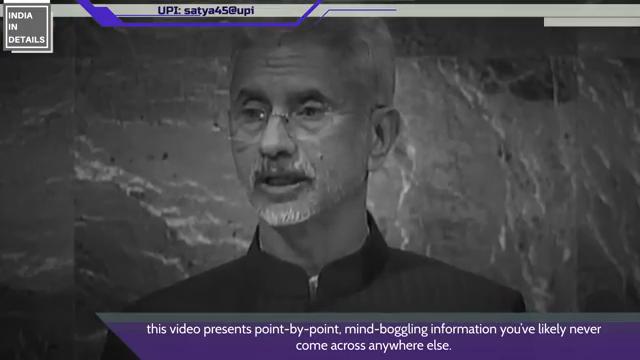 INDIA
IN
DETAILS
UPI: satya45@upi
this video presents point-by-point, mind-boggling information you've likely never
come across anywhere else.